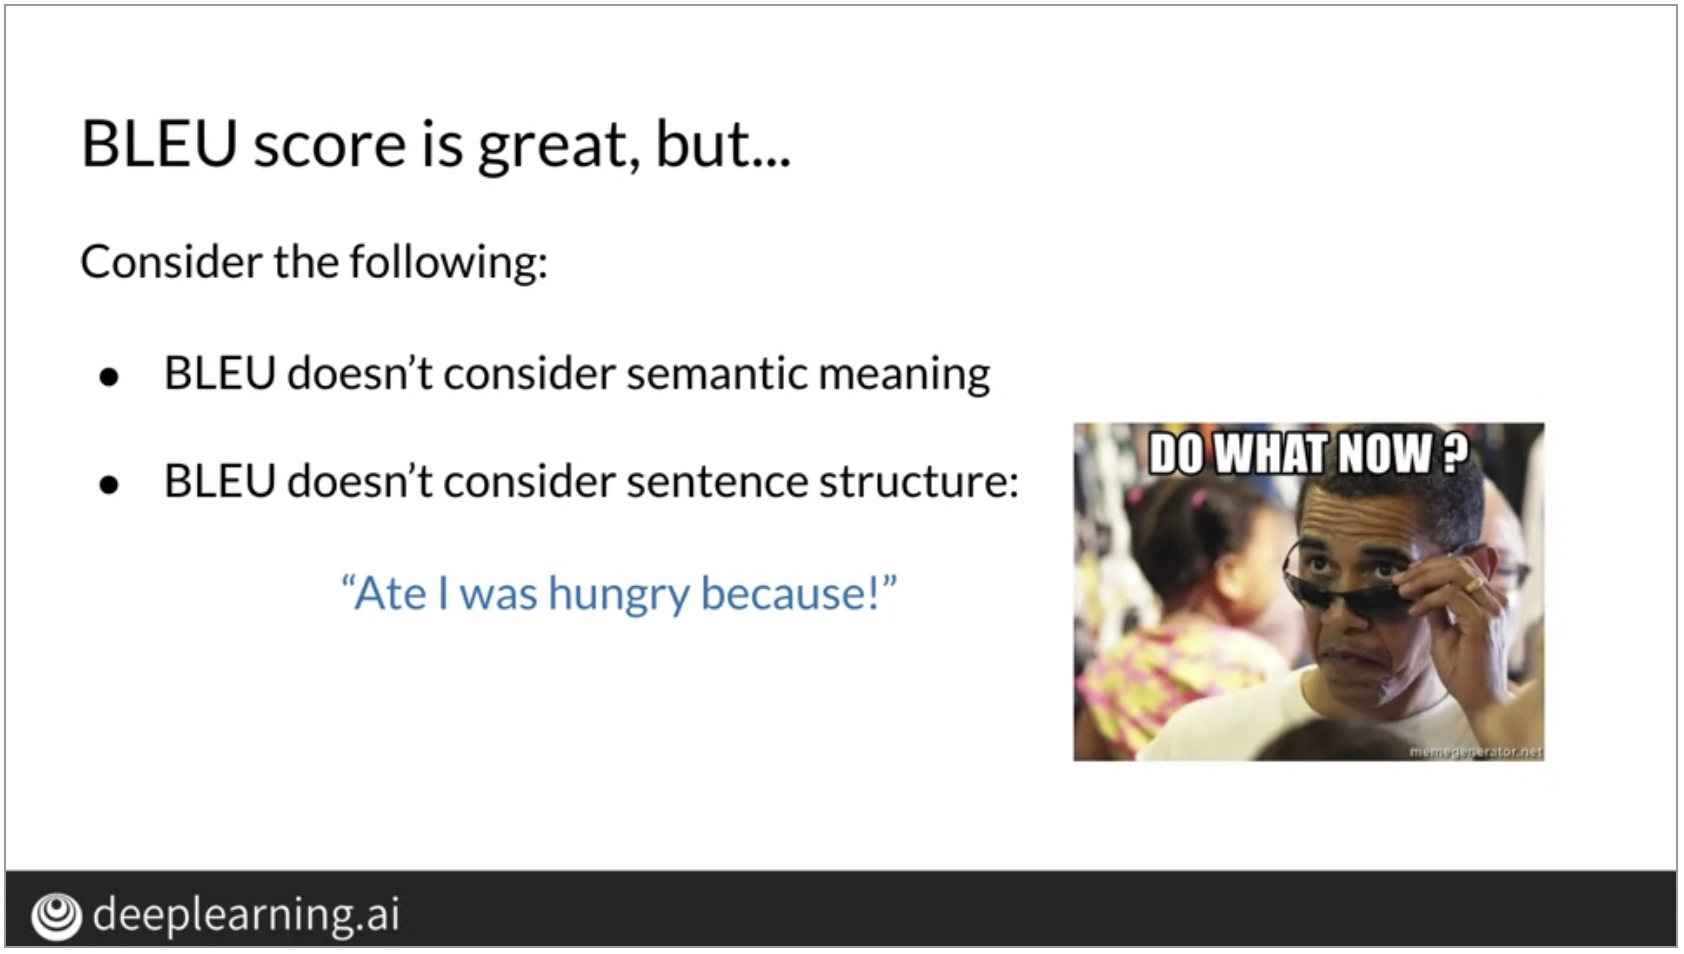 BLEU score is great, but...
Consider the following:
● BLEU doesn’t consider semantic meaning
● BLEU doesn’t consider sentence structure:
“Ate I was hungry because!”
DO WHAT NOW ?
memegenerator.net
deeplearning.ai